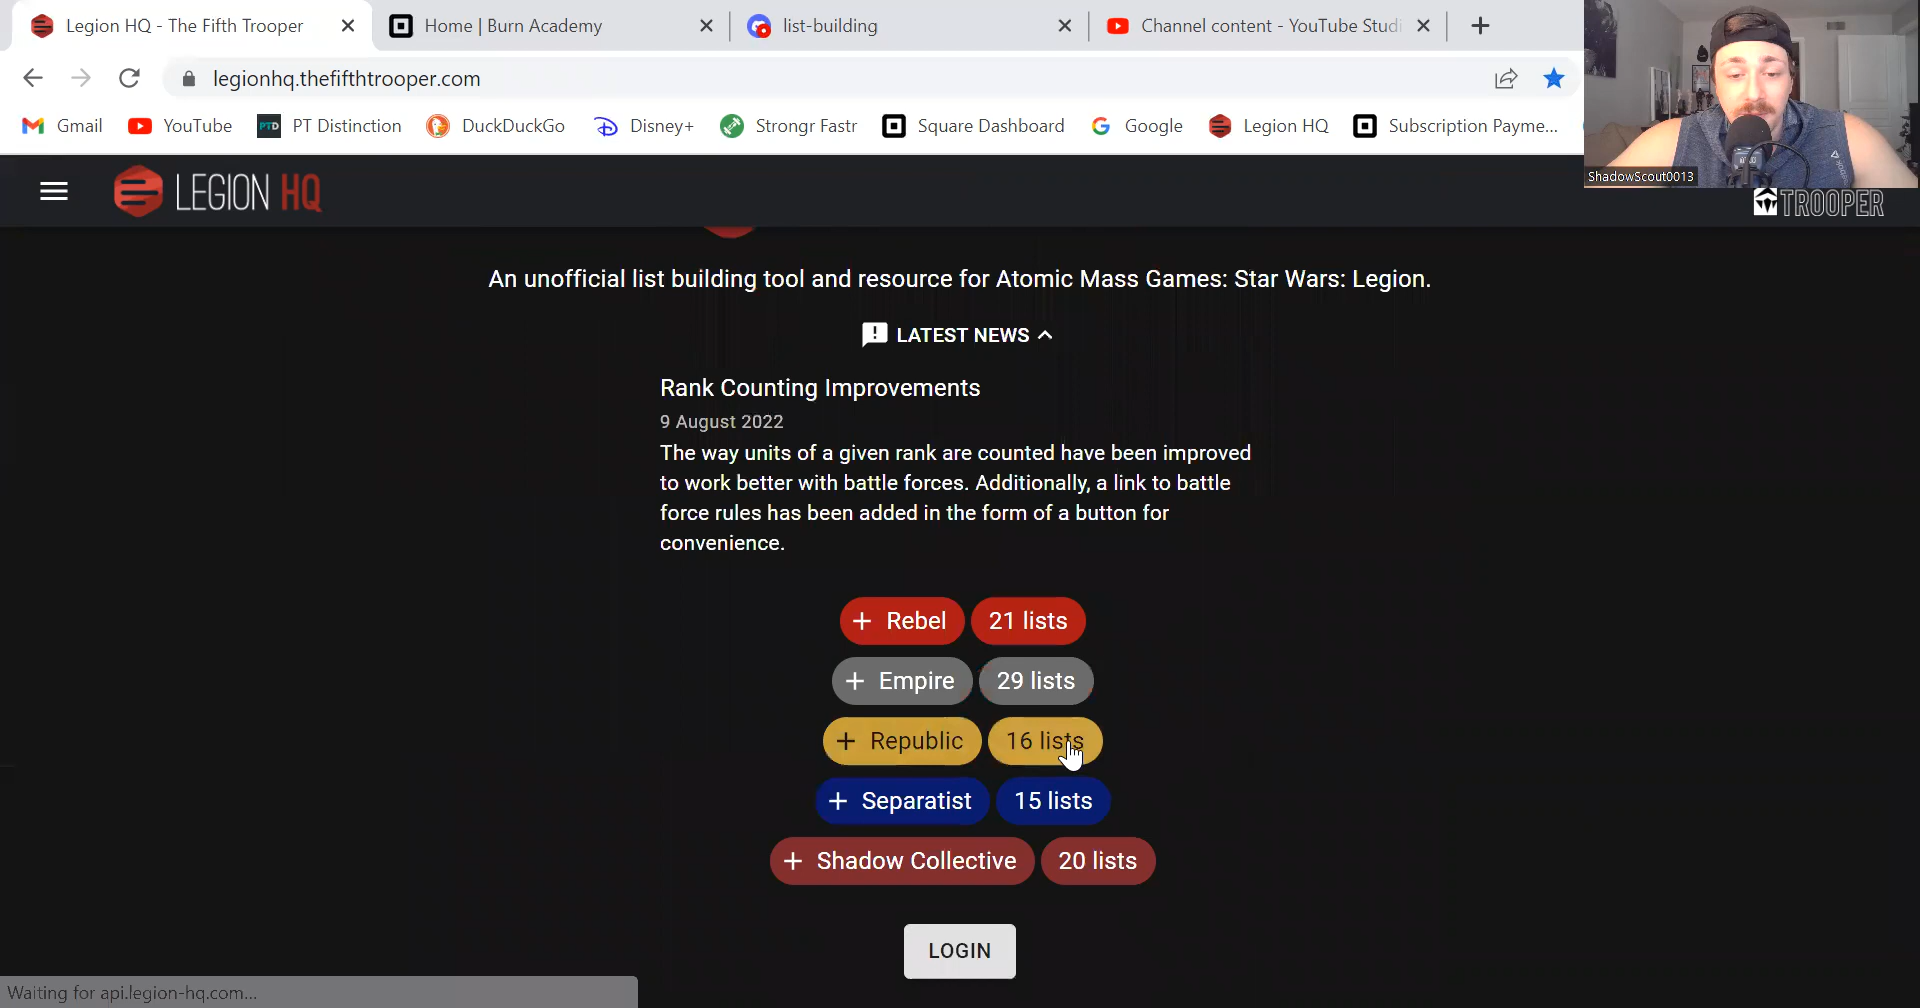 Legion HQ - The Fifth Trooper
Home | Burn Academy
list-building
Channel content - YouTube Studi
legionhq.thefifthtrooper.com
Gmail
YouTube
PTD
PT Distinction
DuckDuckGo
Disney+
Strongr Fastr
Square Dashboard
Google
Legion HQ
Subscription Payme...
ShadowScout0013
LEGION HQ
TROOPER
An unofficial list building tool and resource for Atomic Mass Games: Star Wars: Legion.
LATEST NEWS
Rank Counting Improvements
9 August 2022
The way units of a given rank are counted have been improved
to work better with battle forces. Additionally, a link to battle
force rules has been added in the form of a button for
convenience.
+ Rebel 21 lists
+ Empire 29 lists
+ Republic 16 lists
+ Separatist 15 lists
+ Shadow Collective 20 lists
LOGIN
Waiting for api.legion-hq.com...